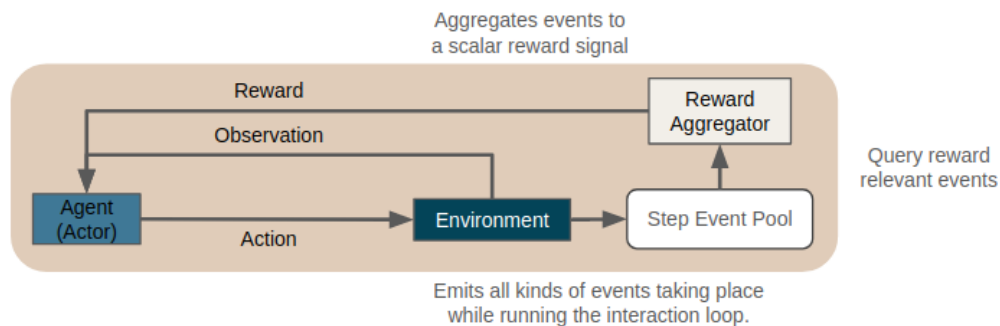 Aggregates events to
a scalar reward signal
Reward
Reward
Aggregator
Observation
Query reward
relevant events
Agent
(Actor)
Action
Environment
Step Event Pool
Emits all kinds of events taking place
while running the interaction loop.